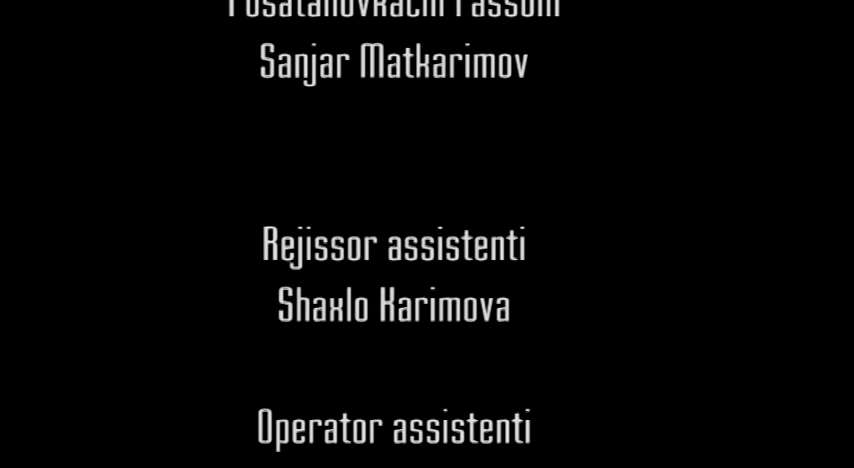 Sanjar Matkarimov
Rejissor assistenti
Shaxlo Karimova
Operator assistenti